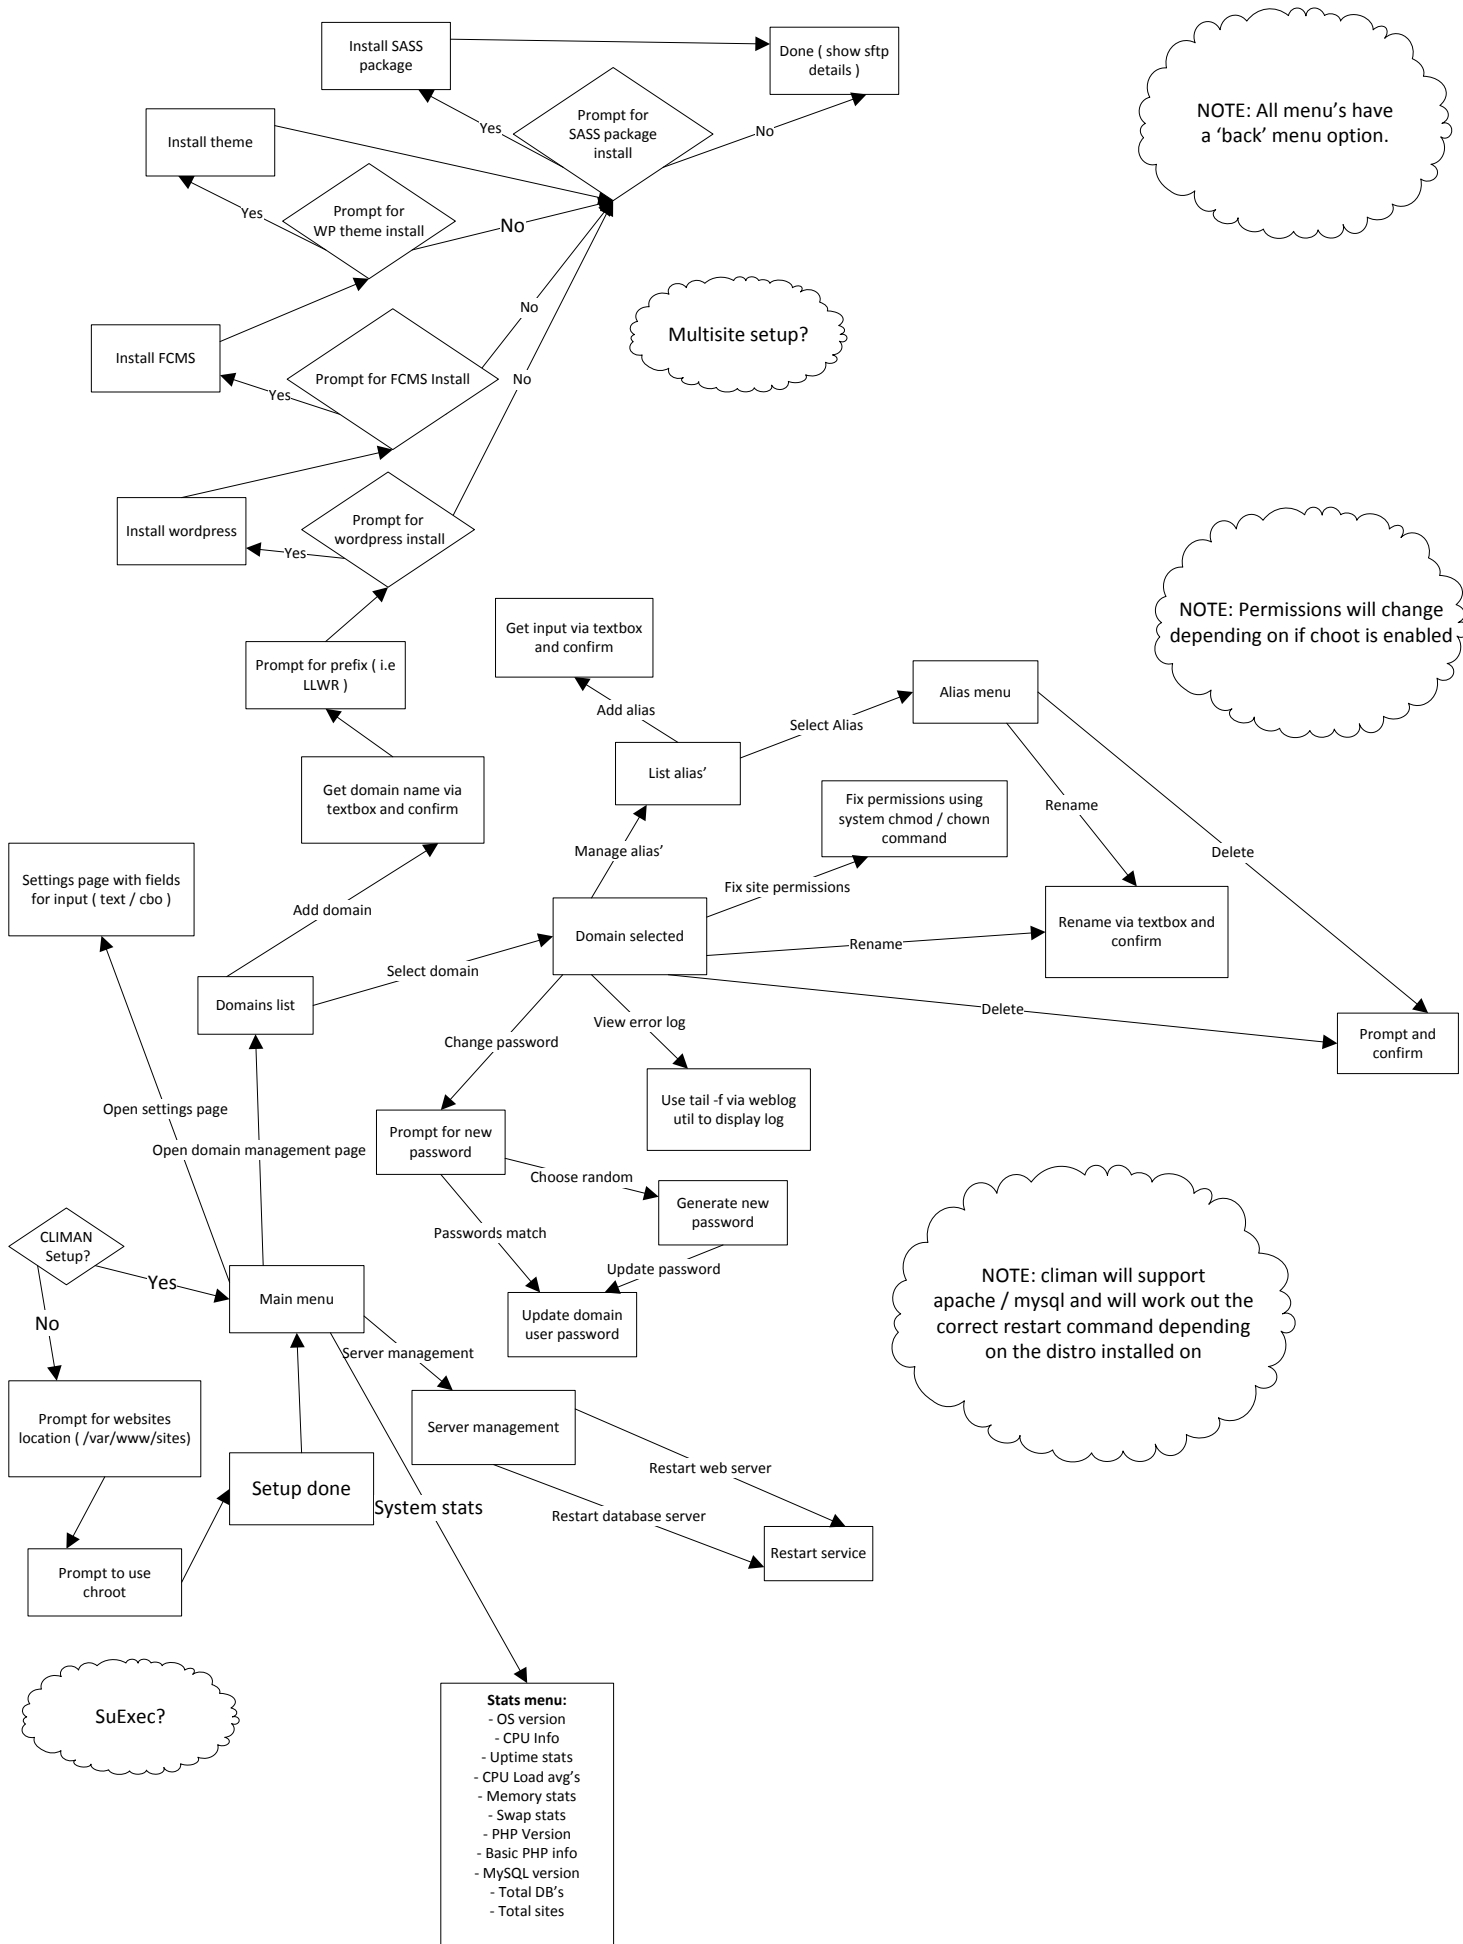 Install SASS
package
Done ( show sftp
details )
NOTE: All menu's have
a ‘back’ menu option.
Prompt for
SASS package
install
Yes
No
Install theme
Prompt for
WP theme install
Yes
No
Multisite setup?
No
Install FCMS
Prompt for FCMS Install
Yes
No
Install wordpress
Prompt for
wordpress install
Yes
NOTE: Permissions will change
depending on if choot is enabled
Get input via textbox
and confirm
Prompt for prefix ( i.e
LLWR )
Add alias
Select Alias
Alias menu
List alias’
Get domain name via
textbox and confirm
Fix permissions using
system chmod / chown
command
Rename
Delete
Manage alias’
Fix site permissions
Settings page with fields
for input ( text / cbo )
Add domain
Domain selected
Rename
Rename via textbox and
confirm
Select domain
Domains list
Delete
View error log
Change password
Prompt and
confirm
Use tail -f via weblog
util to display log
Open settings page
Prompt for new
password
Open domain management page
Choose random
Generate new
password
CLIMAN
Setup?
Passwords match
Update password
Yes
Main menu
No
Update domain
user password
NOTE: climan will support
apache / mysql and will work out the
correct restart command depending
on the distro installed on
Server management
Prompt for websites
location ( /var/www/sites)
Server management
Restart web server
Setup done
System stats
Restart database server
Restart service
Prompt to use
chroot
SuExec?
Stats menu:
- OS version
- CPU Info
- Uptime stats
- CPU Load avg’s
- Memory stats
- Swap stats
- PHP Version
- Basic PHP info
- MySQL version
- Total DB’s
- Total sites